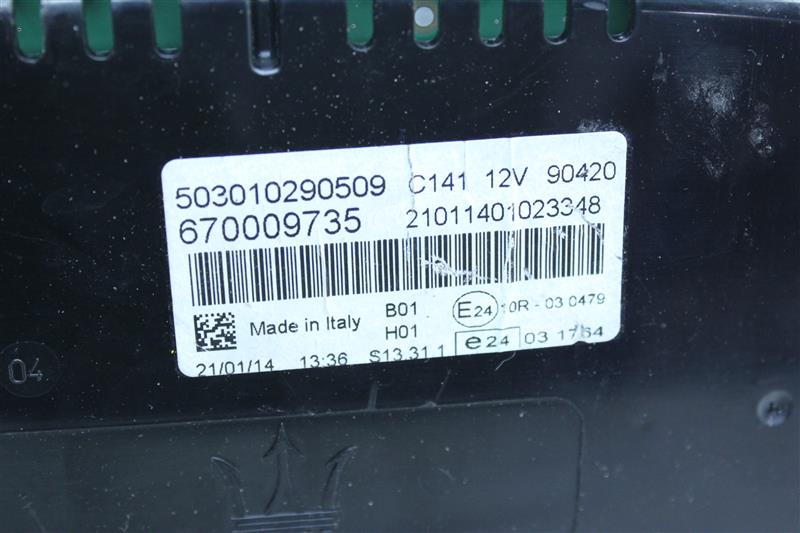 503010290509 C141 12V 90420
670009735 21011401023348
Made in Italy B01 E24 10R - 03 0479
H01
21/01/14 13:36 S13.31.1 e24 03 1764
04